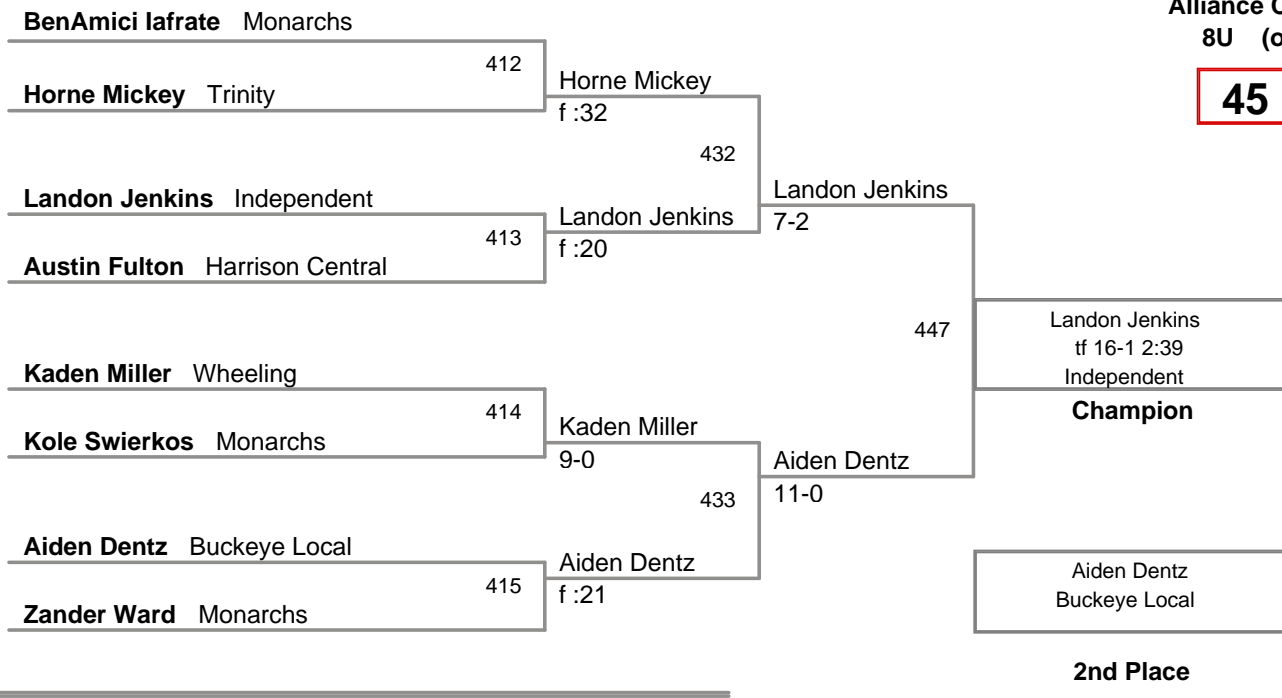 Alliance
8U
45
BenAmici Iafrate Monarchs
412
Horne Mickey Trinity
Horne Mickey
f :32
432
Landon Jenkins Independent
413
Austin Fulton Harrison Central
Landon Jenkins
f :20
Landon Jenkins
7-2
447
Kaden Miller Wheeling
414
Kole Swierkos Monarchs
Kaden Miller
9-0
433
Aiden Dentz Buckeye Local
415
Zander Ward Monarchs
Aiden Dentz
f :21
Aiden Dentz
11-0
Landon Jenkins
tf 16-1 2:39
Independent
Champion
Aiden Dentz
Buckeye Local
2nd Place